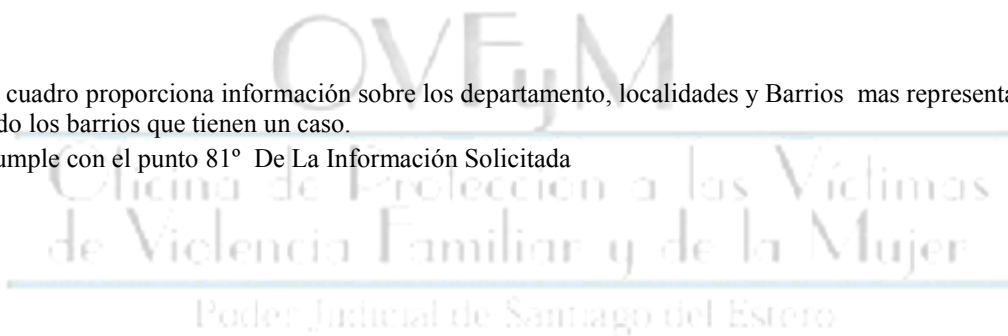 OVFyM
cuadro proporciona información sobre los departamento, localidades y Barrios mas
do los barrios que tienen un caso.
umple con el punto 81º De La Información Solicitada
Oficina de Protección a las Víctimas
de Violencia Familiar y de la Mujer
Poder Judicial de Santiago del Estero